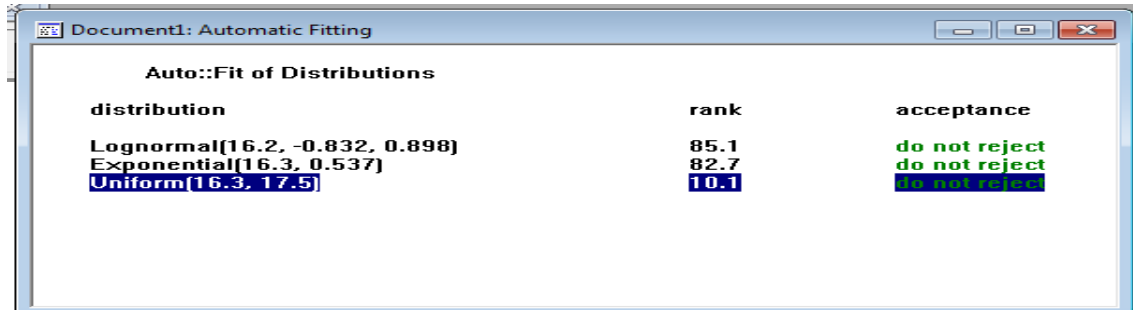 Document1: Automatic Fitting
Auto::Fit of Distributions
distribution rank acceptance
Lognormal(16.2, -0.832, 0.898) 85.1 do not reject
Exponential(16.3, 0.537) 82.7 do not reject
Uniform(16.3, 17.5) 10.1 do not reject